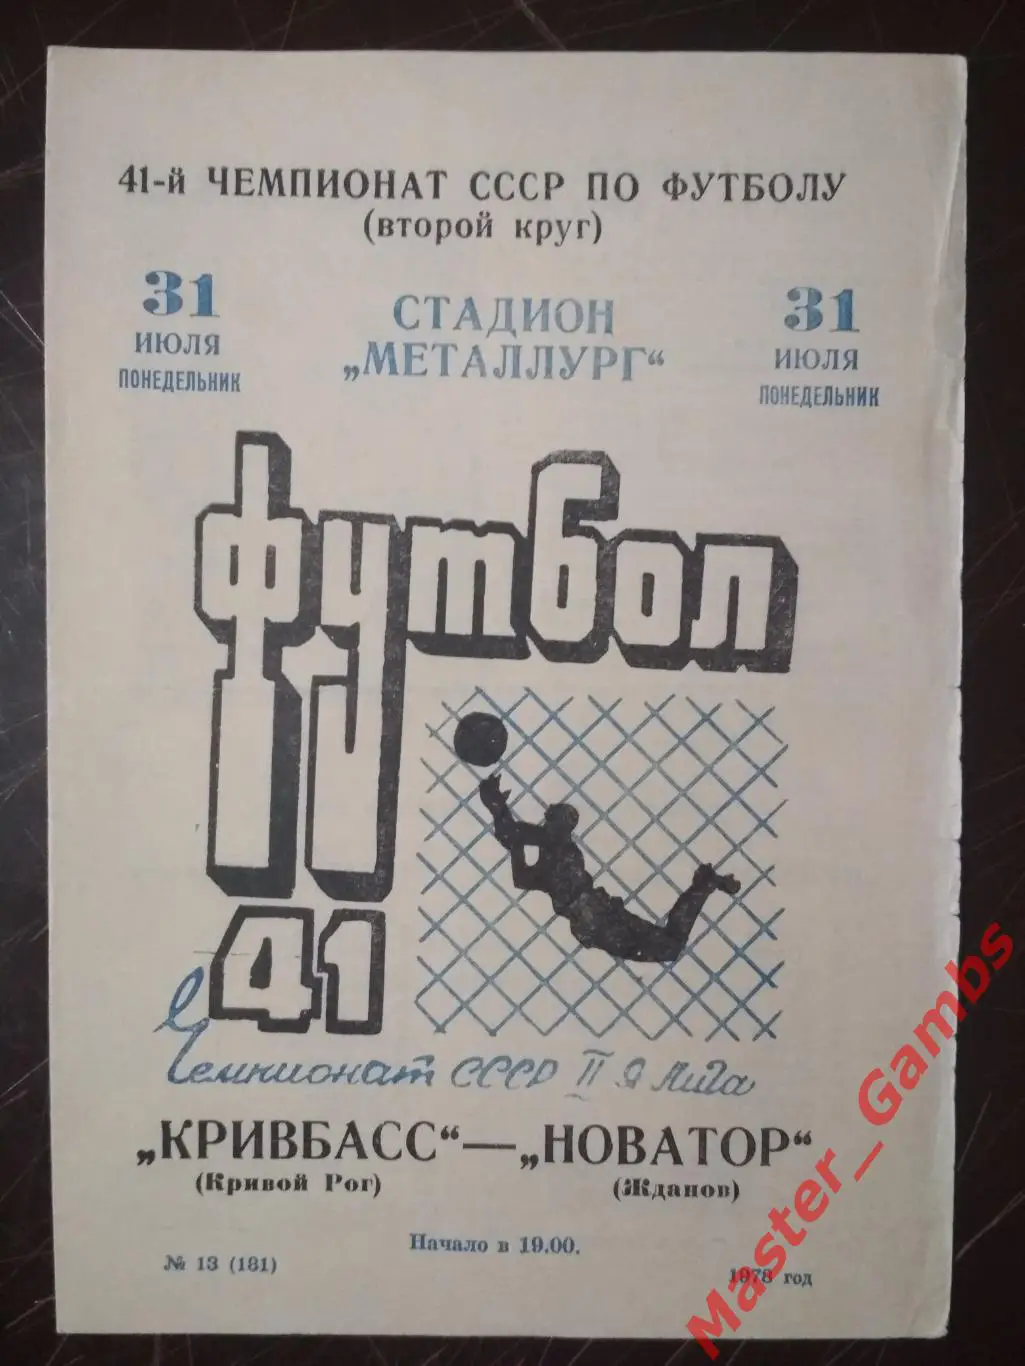 41-й ЧЕМПИОНАТ СССР ПО ФУТБОЛУ
(второй круг)
31
ИЮЛЯ
ПОНЕДЕЛЬНИК
СТАДИОН
„МЕТАЛЛУРГ“
31
ИЮЛЯ
ПОНЕДЕЛЬНИК
футбол
41
Чемпионат СССР II я лига
„КРИВБАСС“ — „НОВАТОР“
(Кривой Рог)
(Жданов)
Начало в 19.00.
№ 13 (181)
1978 год
Master_Gambs